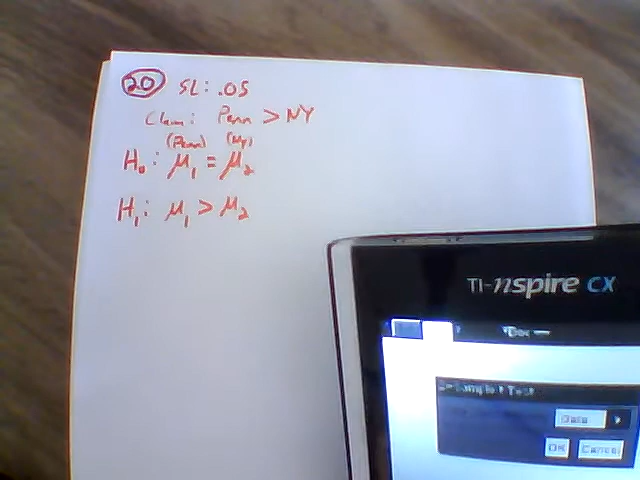 20 SL: .05
Claim: Penn > NY
(Penn) (NY)
H₀: μ₁ = μ₂
H₁: μ₁ > μ₂
TI-nspire CX
Data
OK Cancel